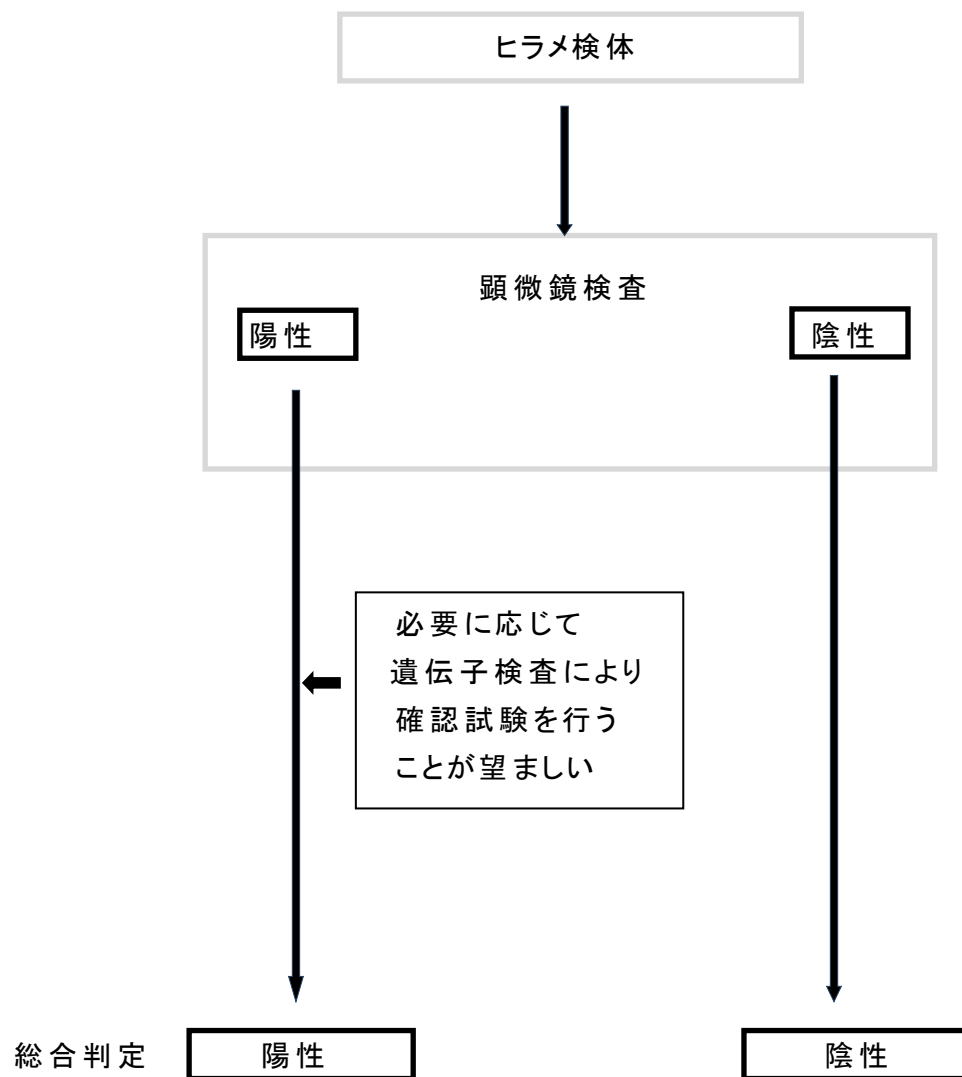 ヒラメ検体
顕微鏡検査
陽性
陰性
必要に応じて
遺伝子検査により
確認試験を行う
ことが望ましい
総合判定
陽性
陰性